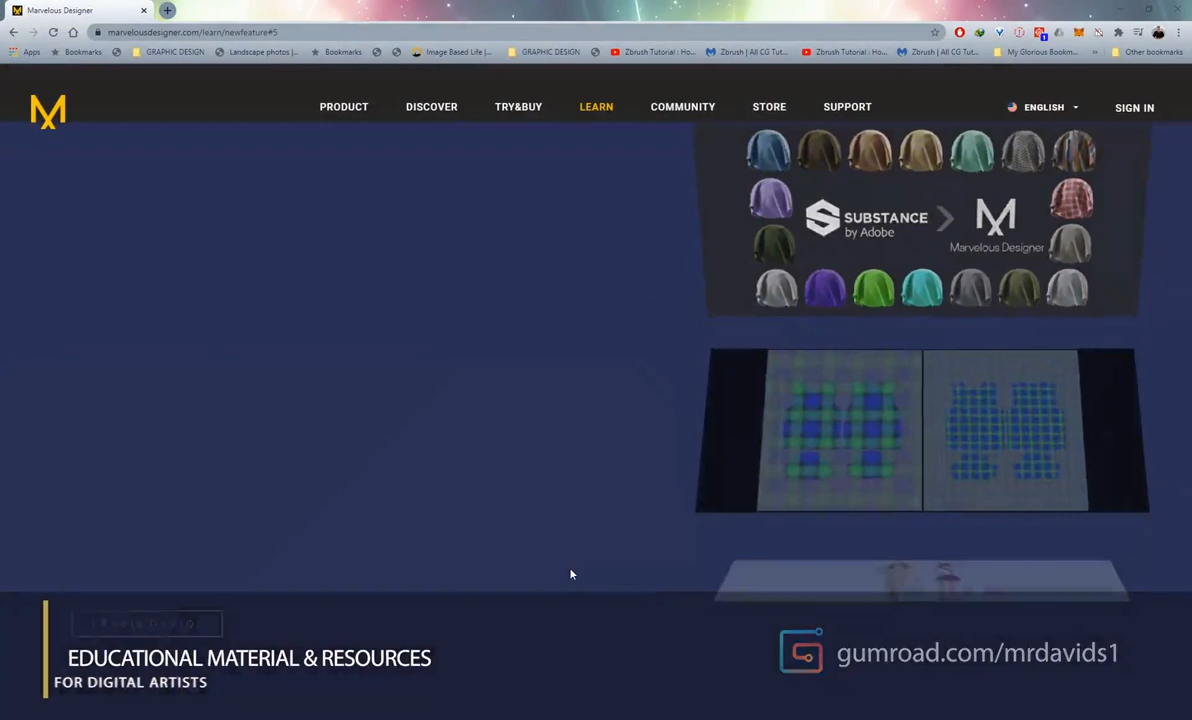 Marvelous Designer
marvelousdesigner.com/learn/newfeature#5
Apps
Bookmarks
GRAPHIC DESIGN
Landscape photos |...
Bookmarks
Image Based Life |...
GRAPHIC DESIGN
Zbrush Tutorial : Ho...
Zbrush | All CG Tut...
Zbrush Tutorial : Ho...
Zbrush | All CG Tut...
My Glorious Bookm...
Other bookmarks
PRODUCT
DISCOVER
TRY&BUY
LEARN
COMMUNITY
STORE
SUPPORT
ENGLISH
SIGN IN
SUBSTANCE
by Adobe
Marvelous Designer
EDUCATIONAL MATERIAL & RESOURCES
FOR DIGITAL ARTISTS
gumroad.com/mrdavids1